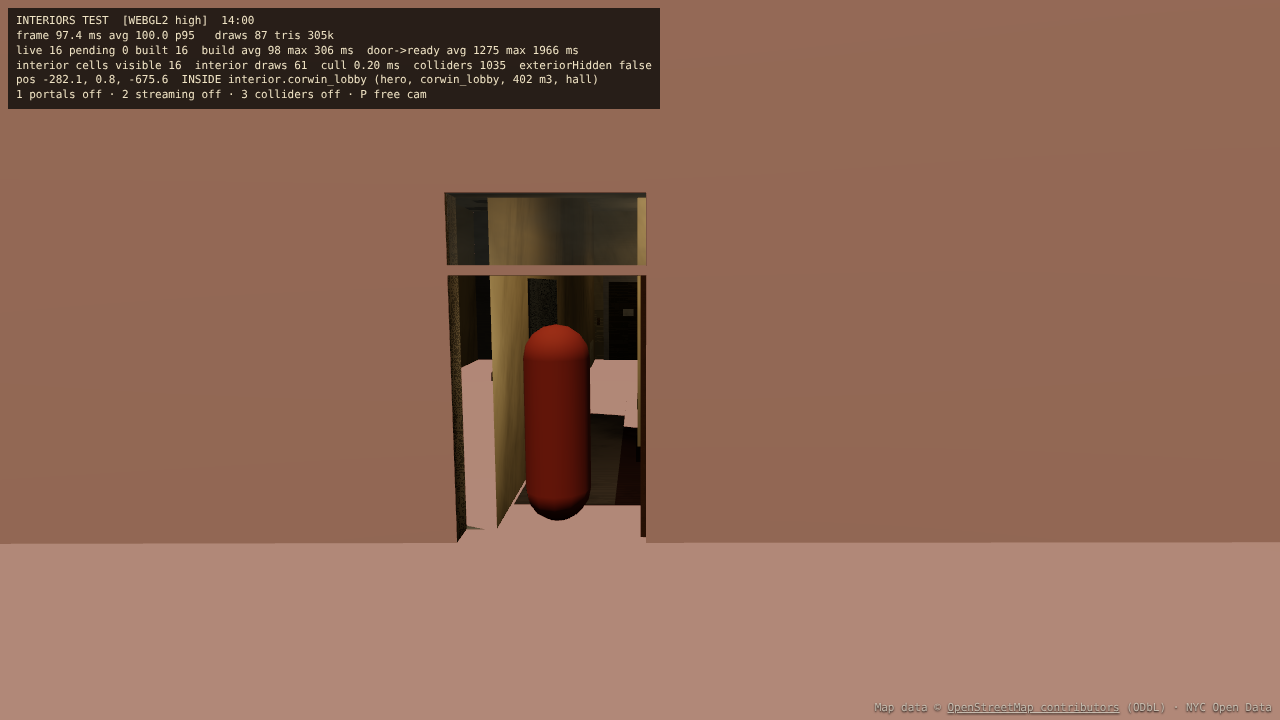 INTERIORS TEST  [WEBGL2 high]  14:00
frame 97.4 ms avg 100.0 p95   draws 87 tris 305k
live 16 pending 0 built 16  build avg 98 max 306 ms  door->ready avg 1275 max 1966 ms
interior cells visible 16  interior draws 61  cull 0.20 ms  colliders 1035  exteriorHidden false
pos -282.1, 0.8, -675.6  INSIDE interior.corwin_lobby (hero, corwin_lobby, 402 m3, hall)
1 portals off · 2 streaming off · 3 colliders off · P free cam
Map data © OpenStreetMap contributors (ODbL) · NYC Open Data